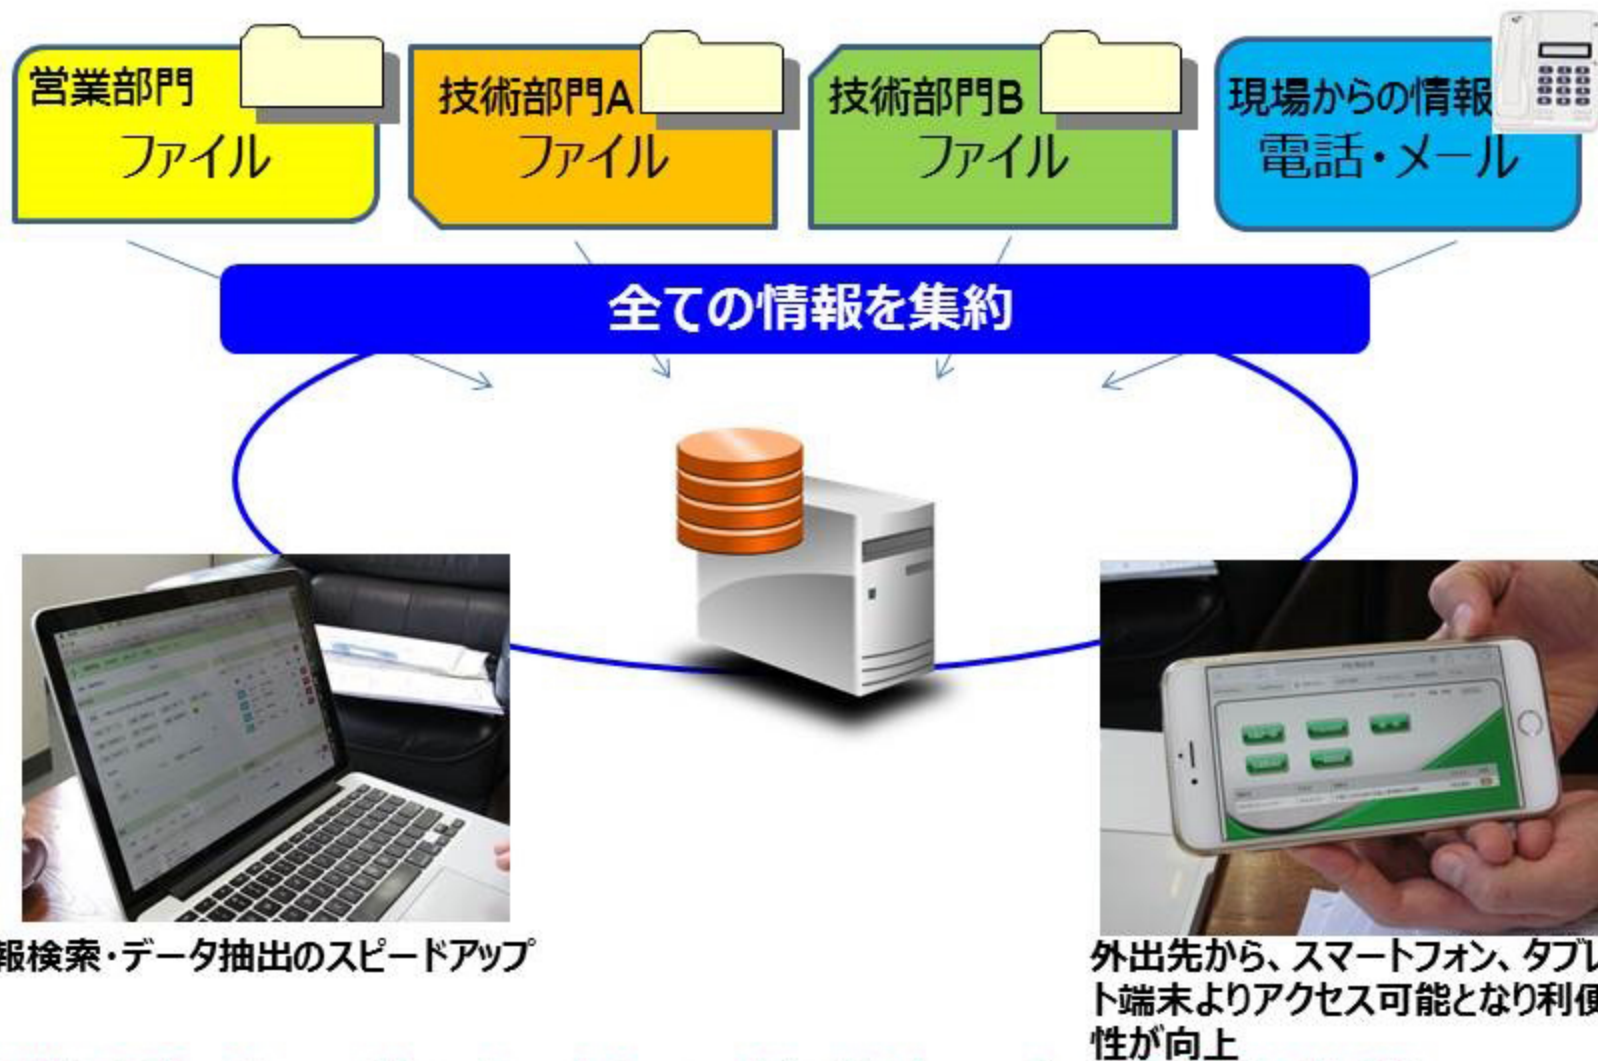 営業部門
ファイル
技術部門A
ファイル
技術部門B
ファイル
現場からの情報
電話・メール
全ての情報を集約
報検索・データ抽出のスピードアップ
外出先から、スマートフォン、タブレ
ト端末よりアクセス可能となり利便
性が向上